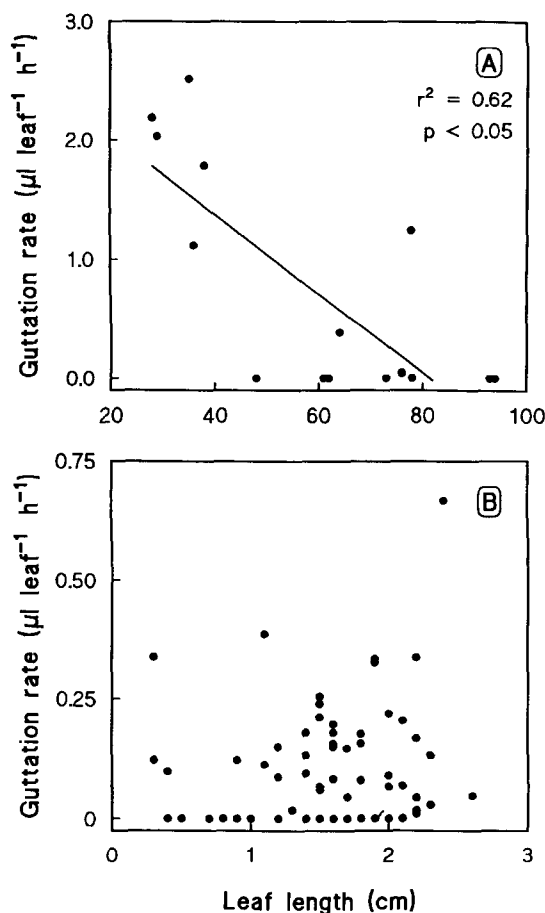 3.0
2.0
1.0
0.0
Guttation rate (μl leaf⁻¹ h⁻¹)
A
r² = 0.62
p < 0.05
20 40 60 80 100
0.75
0.50
0.25
0
Guttation rate (μl leaf⁻¹ h⁻¹)
B
0 1 2 3
Leaf length (cm)